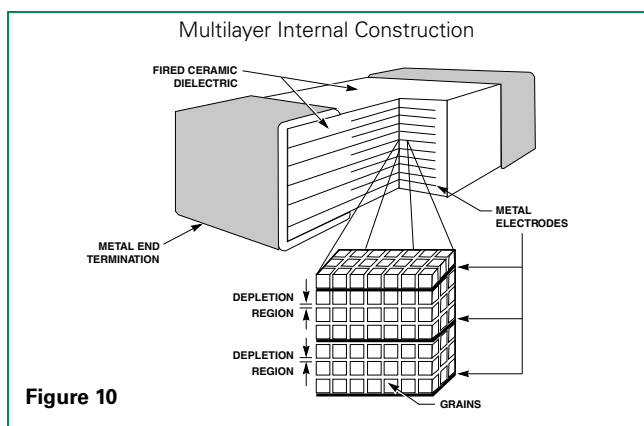 Multilayer Internal Construction
FIRED CERAMIC
DIELECTRIC
METAL
ELECTRODES
METAL END
TERMINATION
DEPLETION
REGION
DEPLETION
REGION
GRAINS
Figure 10